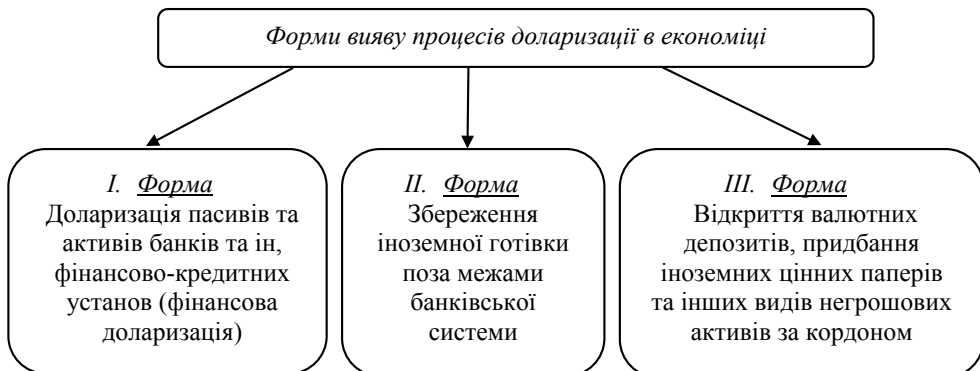 Форми вияву процесів доларизації в економіці
I. Форма
Доларизація пасивів та
активів банків та ін,
фінансово-кредитних
установ (фінансова
доларизація)
II. Форма
Збереження
іноземної готівки
поза межами
банківської
системи
III. Форма
Відкриття валютних
депозитів, придбання
іноземних цінних паперів
та інших видів негрошових
активів за кордоном